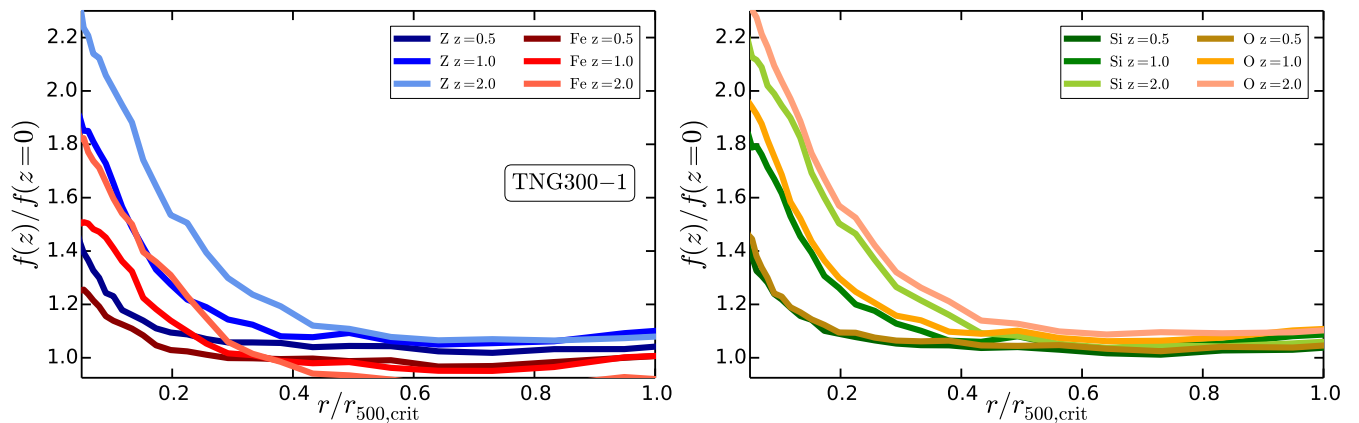 f(z)/f(z=0)
2.2
2.0
1.8
1.6
1.4
1.2
1.0
Z z=0.5
Z z=1.0
Z z=2.0
Fe z=0.5
Fe z=1.0
Fe z=2.0
TNG300−1
0.2 0.4 0.6 0.8 1.0
r/r500,crit
f(z)/f(z=0)
2.2
2.0
1.8
1.6
1.4
1.2
1.0
Si z=0.5
Si z=1.0
Si z=2.0
O z=0.5
O z=1.0
O z=2.0
0.2 0.4 0.6 0.8 1.0
r/r500,crit